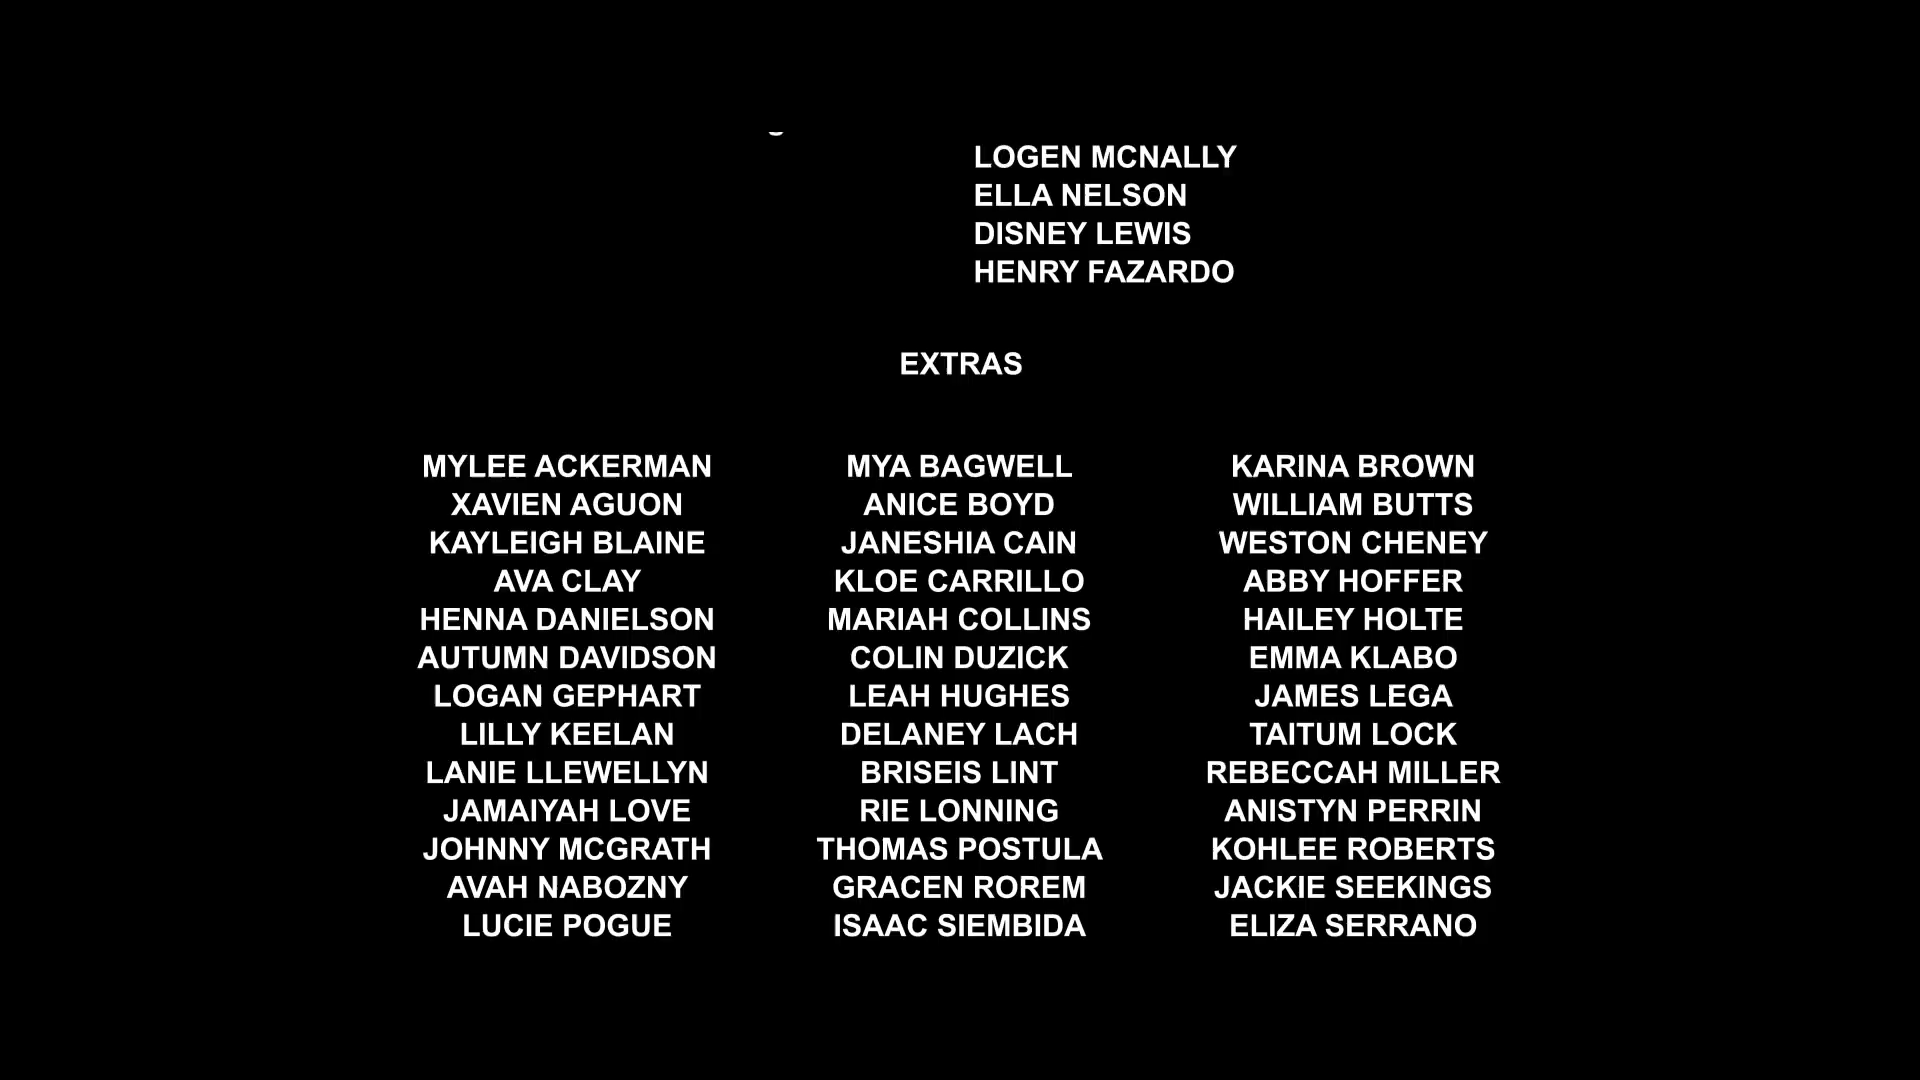 LOGEN MCNALLY
ELLA NELSON
DISNEY LEWIS
HENRY FAZARDO
EXTRAS
MYLEE ACKERMAN MYA BAGWELL KARINA BROWN
XAVIEN AGUON ANICE BOYD WILLIAM BUTTS
KAYLEIGH BLAINE JANESHIA CAIN WESTON CHENEY
AVA CLAY KLOE CARRILLO ABBY HOFFER
HENNA DANIELSON MARIAH COLLINS HAILEY HOLTE
AUTUMN DAVIDSON COLIN DUZICK EMMA KLABO
LOGAN GEPHART LEAH HUGHES JAMES LEGA
LILLY KEELAN DELANEY LACH TAITUM LOCK
LANIE LLEWELLYN BRISEIS LINT REBECCAH MILLER
JAMAIYAH LOVE RIE LONNING ANISTYN PERRIN
JOHNNY MCGRATH THOMAS POSTULA KOHLEE ROBERTS
AVAH NABOZNY GRACEN ROREM JACKIE SEEKINGS
LUCIE POGUE ISAAC SIEMBIDA ELIZA SERRANO